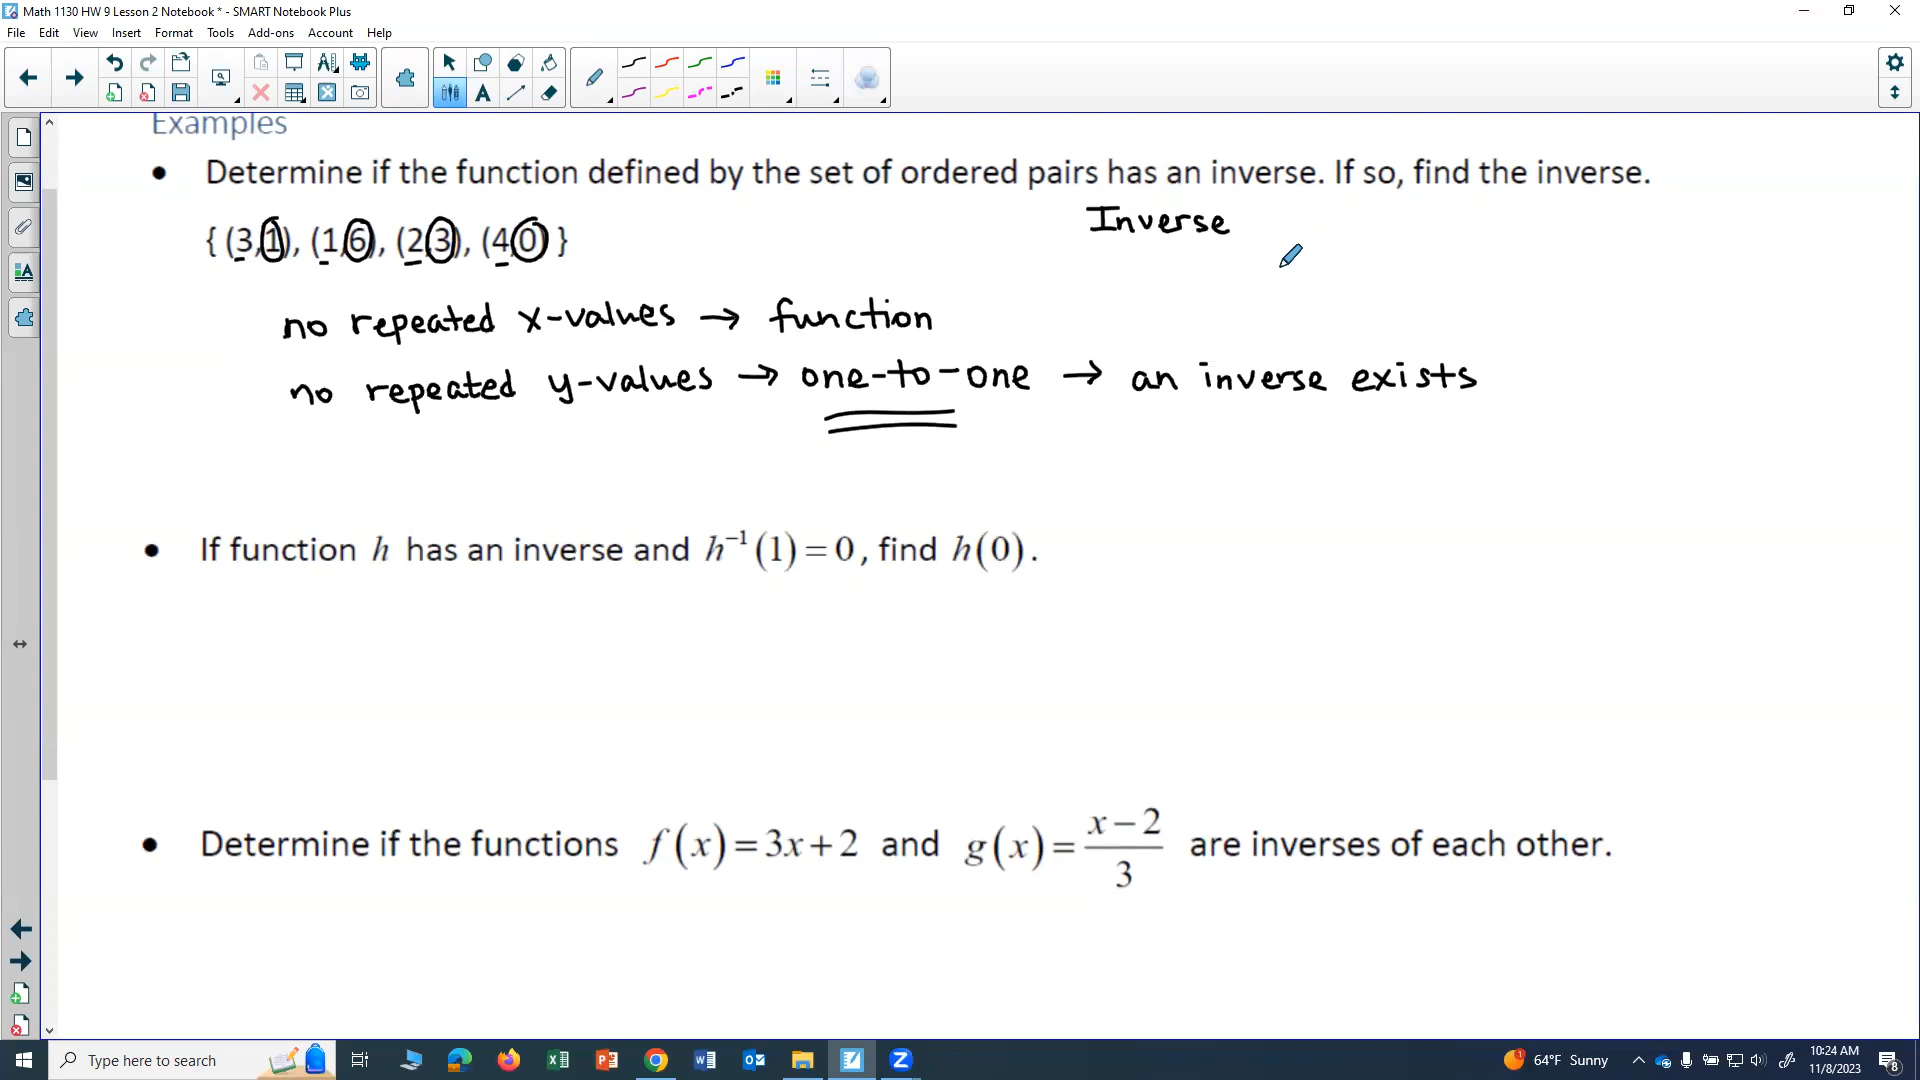 Math 1130 HW 9 Lesson 2 Notebook * - SMART Notebook Plus
File Edit View Insert Format Tools Add-ons Account Help
Examples
• Determine if the function defined by the set of ordered pairs has an inverse. If so, find the inverse.
Inverse
{ (3,1), (1,6), (2,3), (4,0) }
no repeated x-values → function
no repeated y-values → one-to-one → an inverse exists
• If function h has an inverse and h⁻¹(1)=0, find h(0).
• Determine if the functions f(x)=3x+2 and g(x)=(x-2)/3 are inverses of each other.
Type here to search
64°F Sunny
10:24 AM
11/8/2023
8